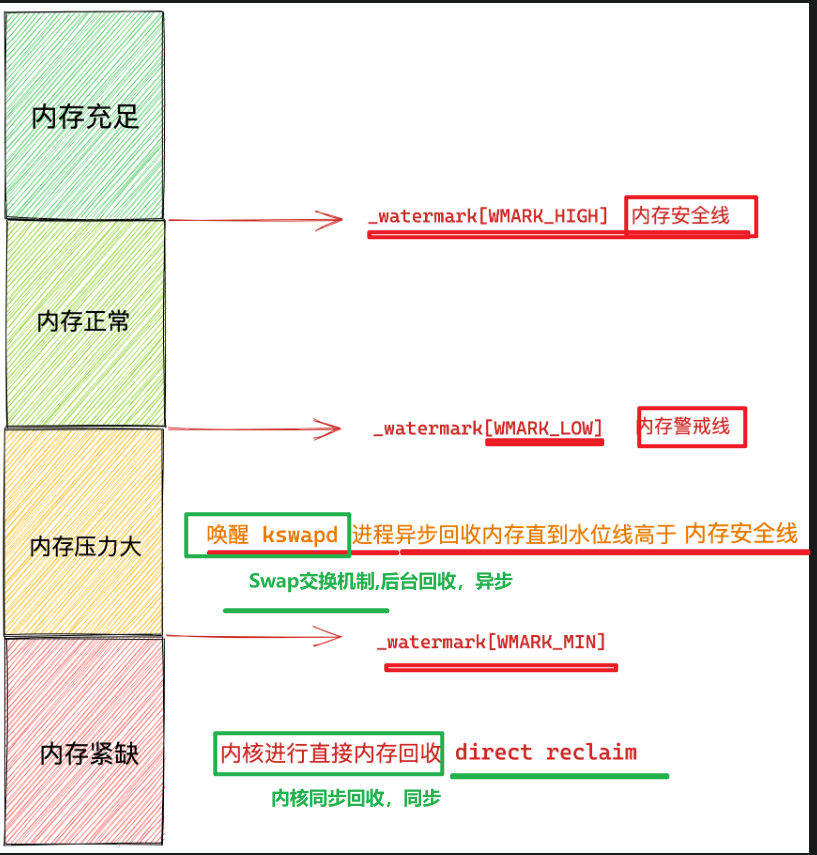 内存充足
_watermark[WMARK_HIGH] 内存安全线
内存正常
_watermark[WMARK_LOW] 内存警戒线
内存压力大
唤醒 kswapd 进程异步回收内存直到水位线高于 内存安全线
Swap交换机制,后台回收，异步
_watermark[WMARK_MIN]
内存紧缺
内核进行直接内存回收 direct reclaim
内核同步回收，同步